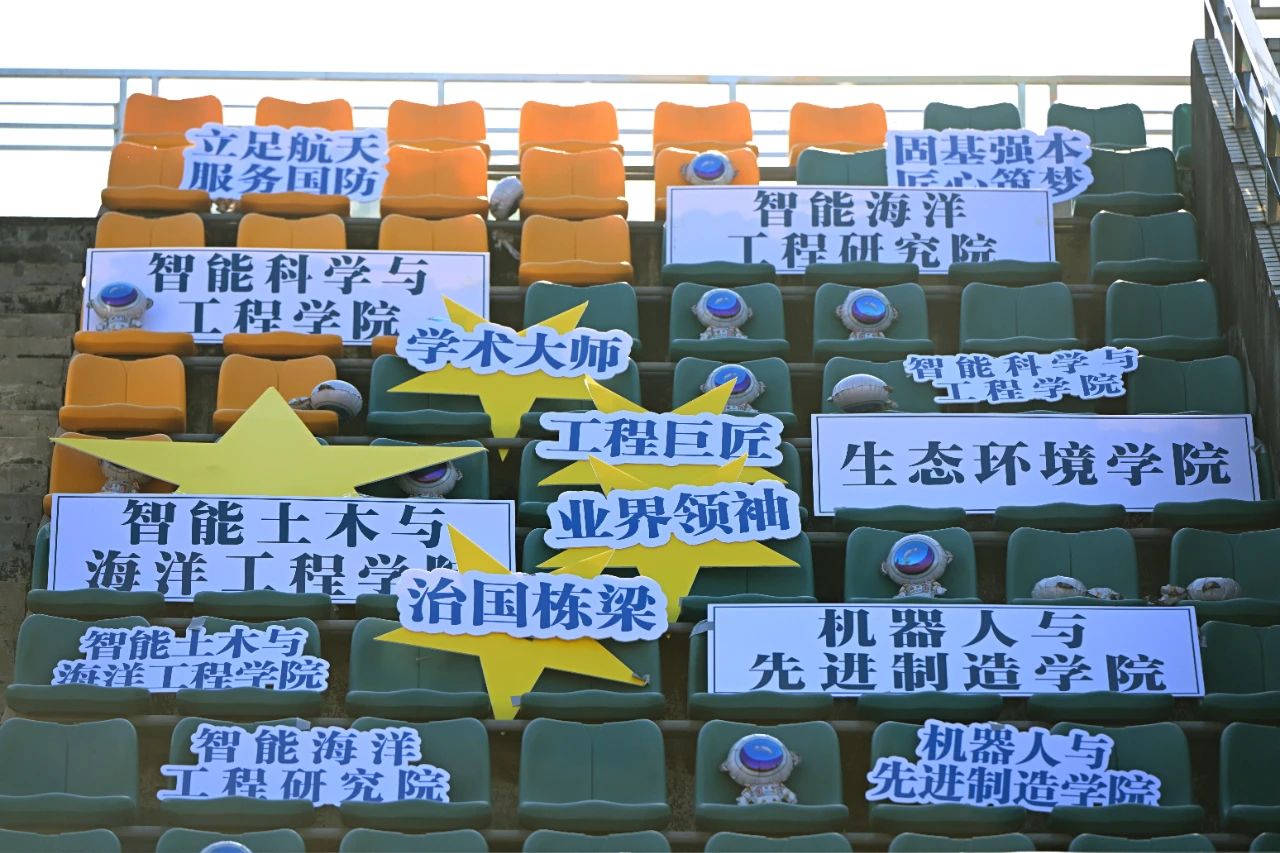 立足航天
服务国防
固基强本
匠心筑梦
智能海洋
工程研究院
智能科学与
工程学院
学术大师
智能科学与
工程学院
工程巨匠
生态环境学院
业界领袖
智能土木与
海洋工程学院
治国栋梁
机器人与
先进制造学院
智能土木与
海洋工程学院
智能海洋
工程研究院
机器人与
先进制造学院